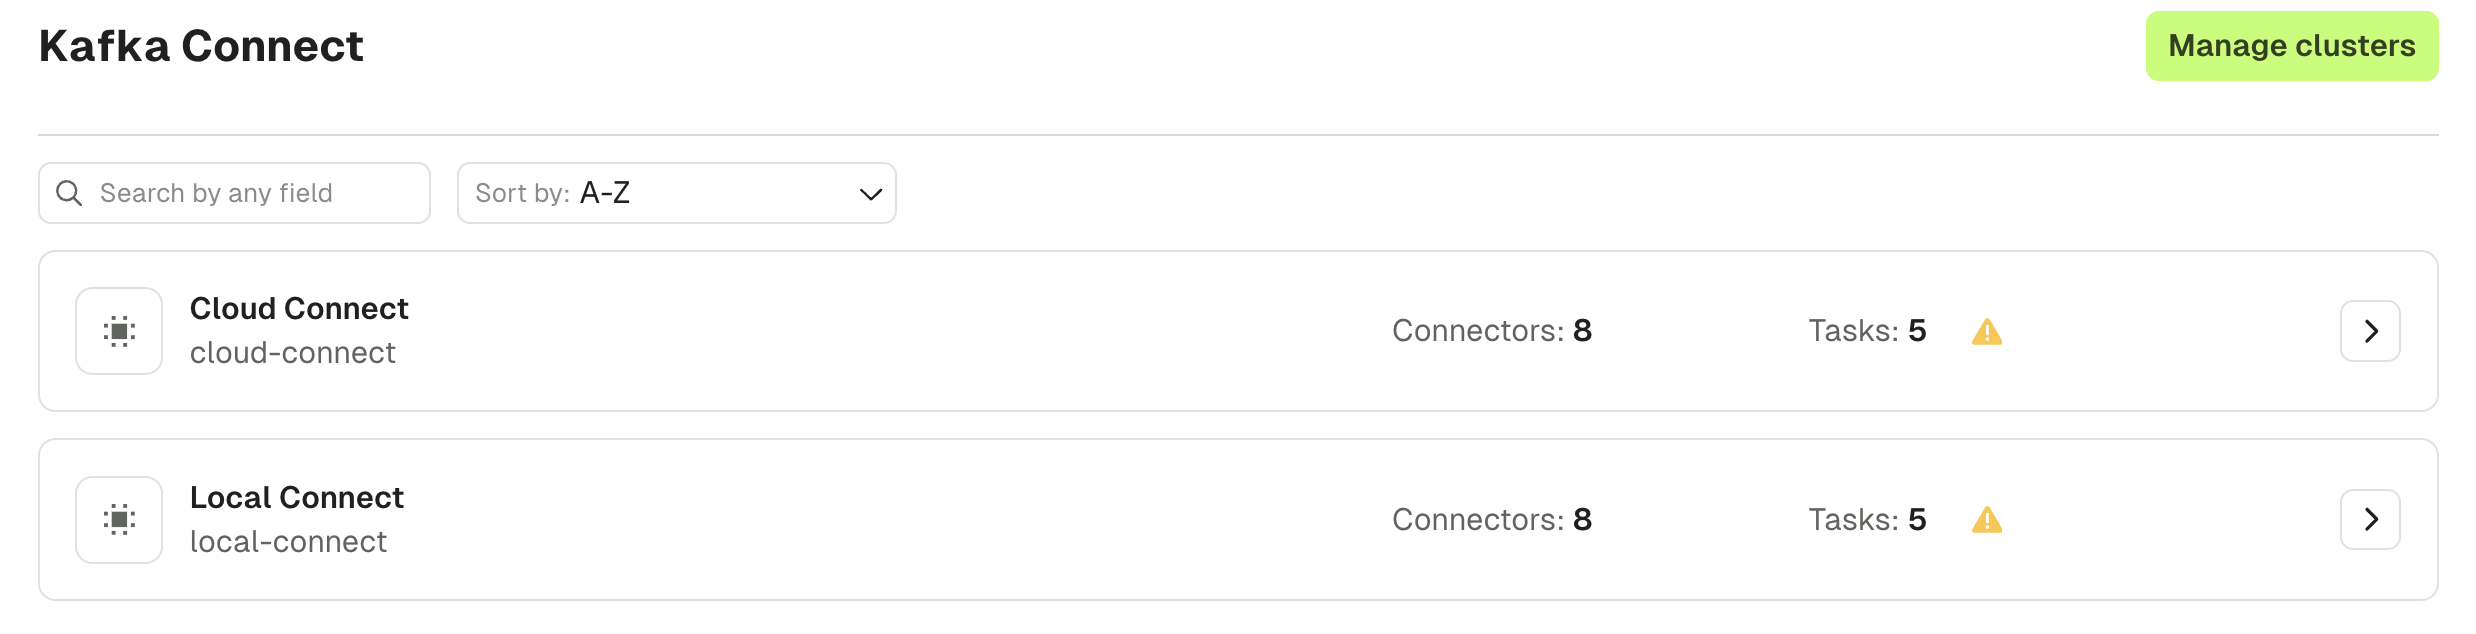 Kafka Connect
Manage clusters
Search by any field
Sort by: A-Z
Cloud Connect
cloud-connect
Connectors: 8
Tasks: 5
Local Connect
local-connect
Connectors: 8
Tasks: 5